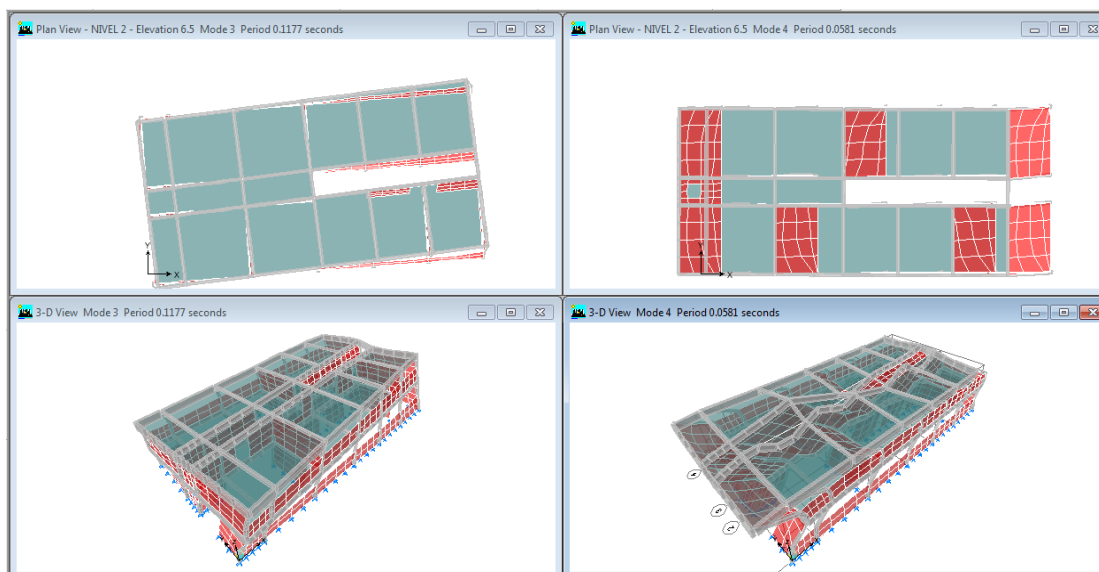 Plan View - NIVEL 2 - Elevation 6.5 Mode 3 Period 0.1177 seconds
Plan View - NIVEL 2 - Elevation 6.5 Mode 4 Period 0.0581 seconds
Y
X
Y
X
3-D View Mode 3 Period 0.1177 seconds
3-D View Mode 4 Period 0.0581 seconds